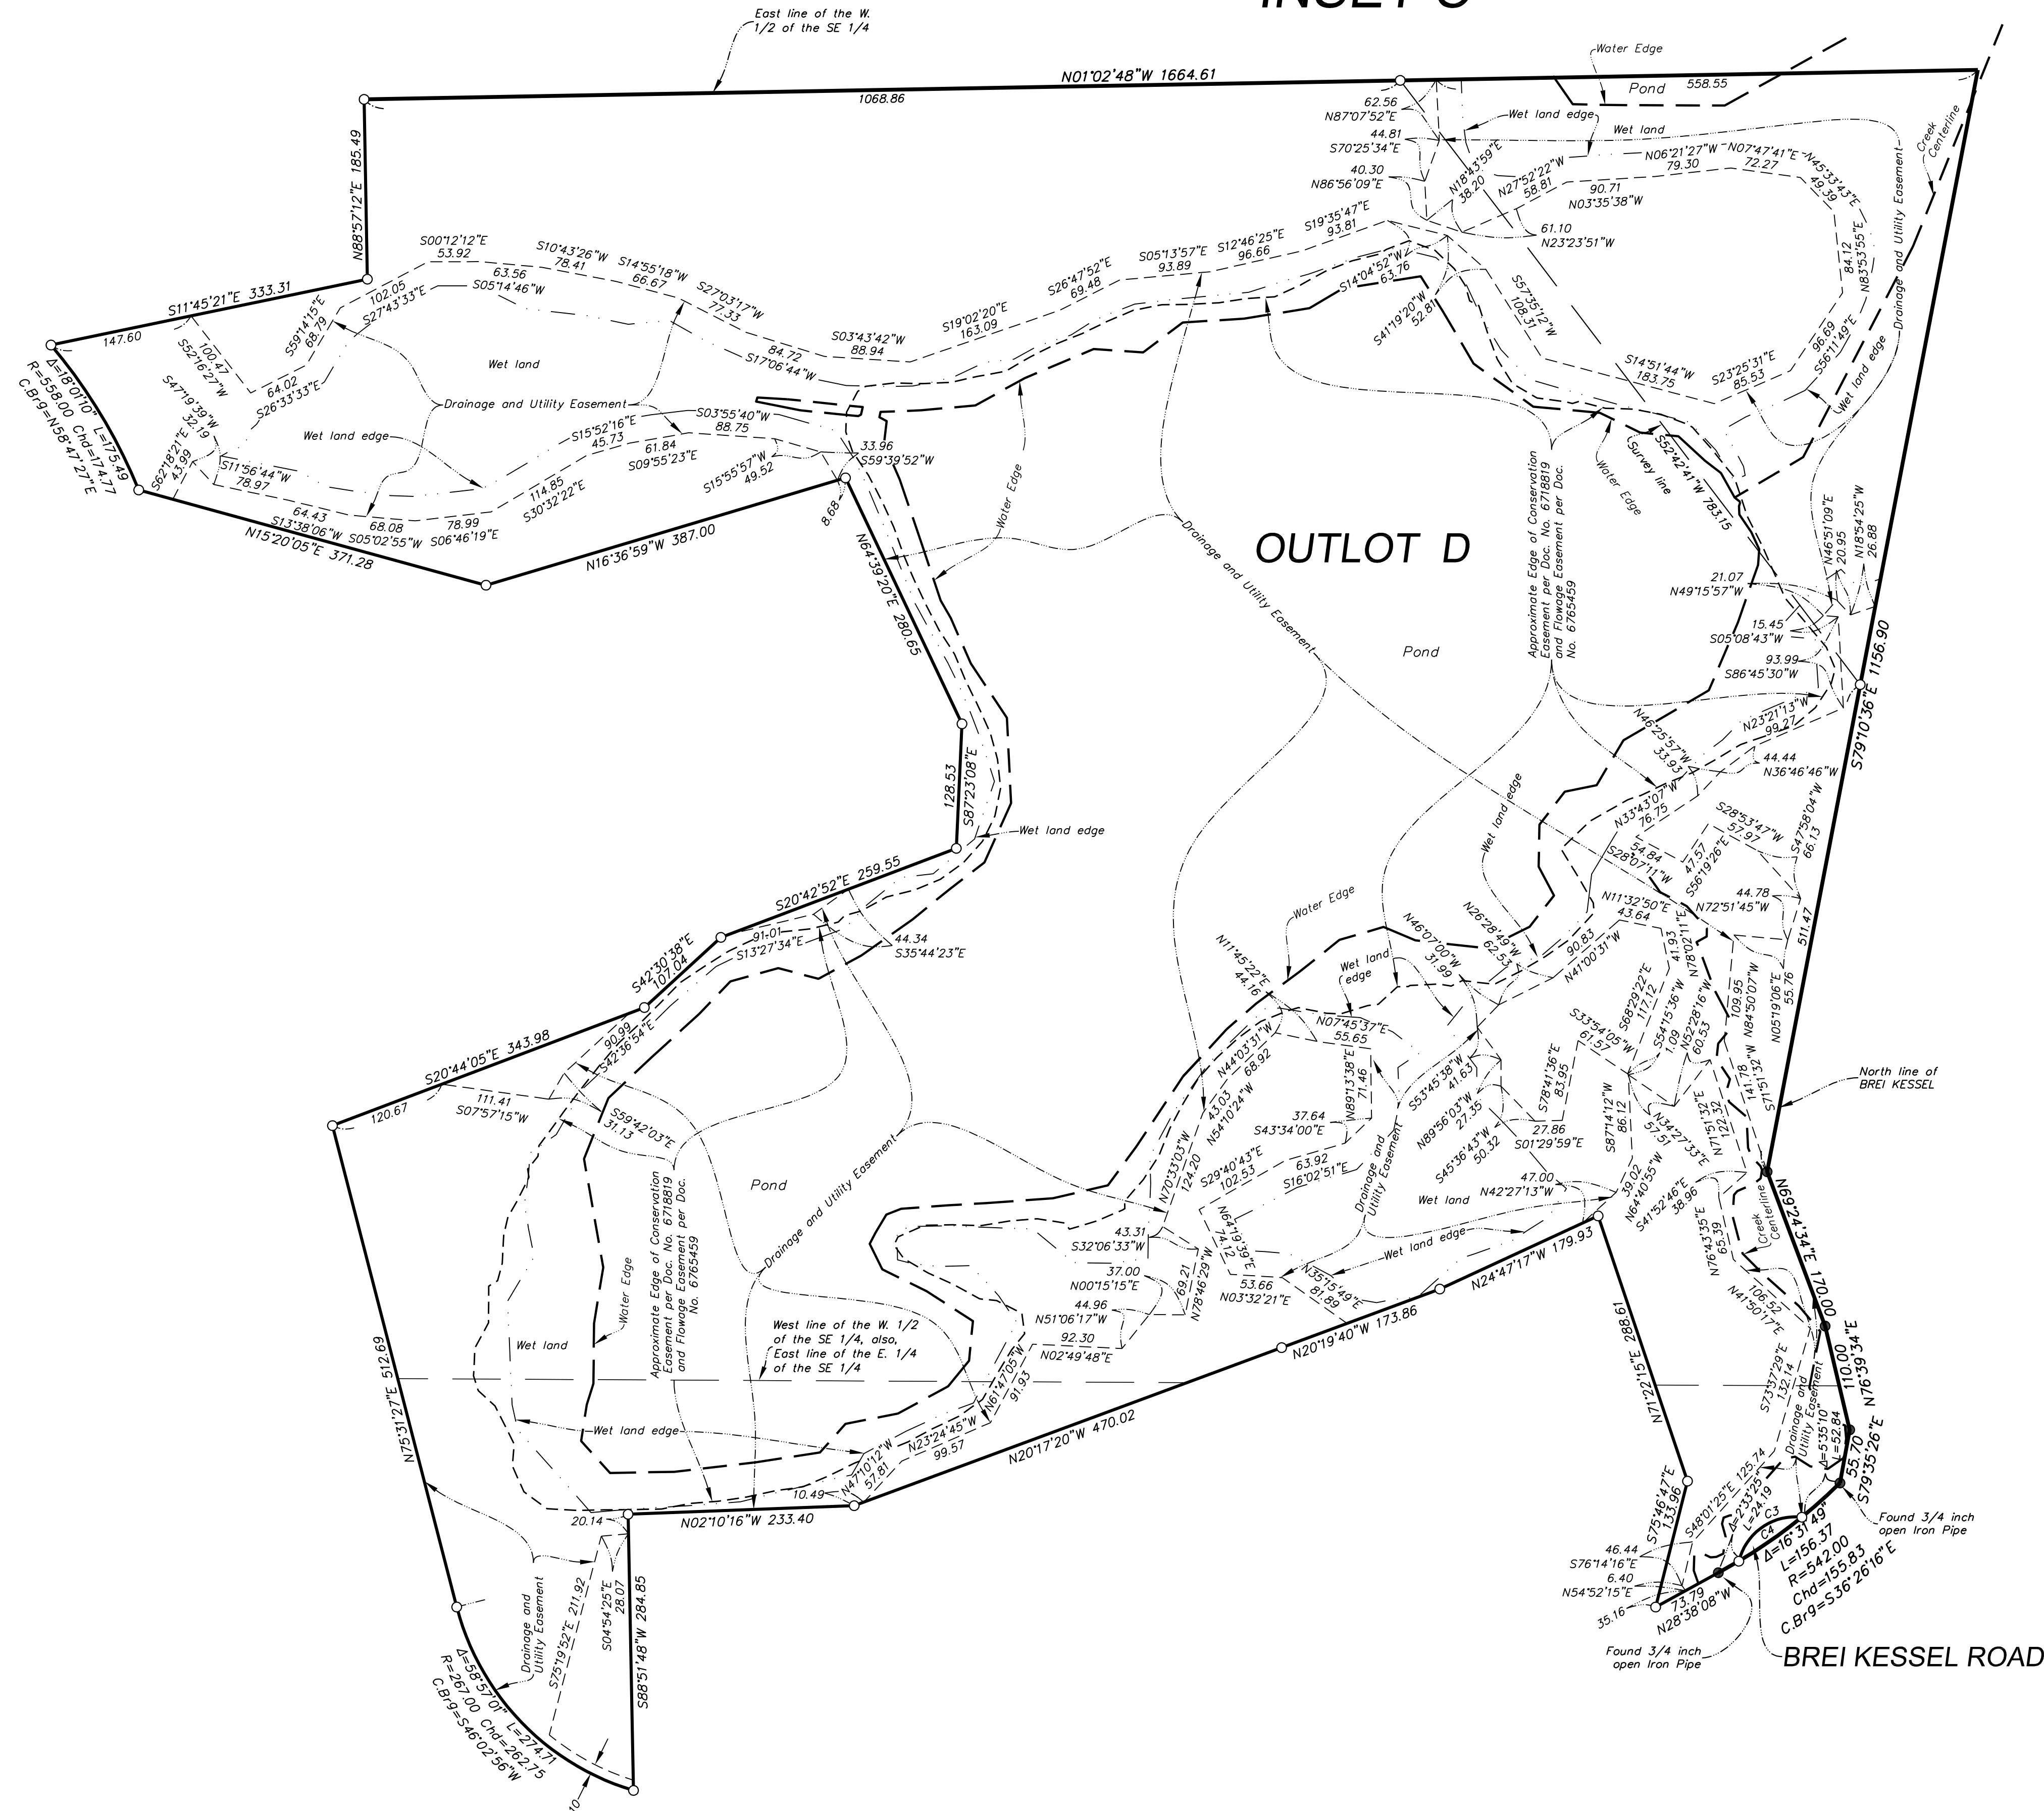 East line of the W.
1/2 of the SE 1/4
N01°02'48"W 1664.61
1068.86
558.55
Water Edge
Pond
62.56
N87°07'52"E
44.81
S70°25'34"E
40.30
N86°56'09"E
Wet land edge
Wet land
N18°43'59"E
38.20
N27°52'22"W
58.81
90.71
N03°35'38"W
N06°21'27"W
79.30
N07°47'41"E
72.27
N45°33'43"E
49.39
84.12
N83°53'55"E
61.10
N23°23'51"W
Drainage and Utility Easement
Creek
Centerline
96.69
S56°11'49"E
Wet land edge
N88°57'12"E 185.49
S11°45'21"E 333.31
147.60
Δ=18°01'10" L=175.49
R=558.00 Chd=174.77
C.Brg=N58°47'27"E
100.47
S52°16'27"W
S47°19'39"W
32.19
S62°18'21"E
43.99
64.02
S26°33'33"E
S59°14'15"E
68.79
102.05
S27°43'33"E
S00°12'12"E
53.92
63.56
S05°14'46"W
S10°43'26"W
78.41
S14°55'18"W
66.67
S27°03'17"W
77.33
84.72
S17°06'44"W
S03°43'42"W
88.94
S19°02'20"E
163.09
S26°47'52"E
69.48
S05°13'57"E
93.89
S12°46'25"E
96.66
S19°35'47"E
93.81
S14°04'52"W
63.76
S41°19'20"W
52.81
S57°35'12"W
108.31
S14°51'44"W
183.75
S23°25'31"E
85.53
Wet land
Drainage and Utility Easement
Wet land edge
S11°56'44"W
78.97
64.43
S13°38'06"W
68.08
S05°02'55"W
78.99
S06°46'19"E
114.85
S30°32'22"E
S15°52'16"E
45.73
61.84
S09°55'23"E
S03°55'40"W
88.75
S15°55'57"W
49.52
33.96
S59°39'52"W
8.68
N15°20'05"E 371.28
N16°36'59"W 387.00
N64°39'20"E 280.65
Water Edge
128.53
S87°23'08"E
Wet land edge
OUTLOT D
Pond
Drainage and Utility Easement
Approximate Edge of Conservation
Easement per Doc. No. 6718819
and Flowage Easement per Doc.
No. 6765459
Water Edge
Survey line
S52°42'41"W 783.15
N46°51'09"E
20.95
N18°54'25"W
26.88
21.07
N49°15'57"W
15.45
S05°08'43"W
93.99
S86°45'30"W
S79°10'36"E 1156.90
N23°21'13"W
99.27
N46°25'57"W
33.93
44.44
N36°46'46"W
N33°43'07"W
76.75
S28°53'47"W
57.97
S47°58'04"W
66.13
54.84
S28°07'11"W
47.57
S56°19'26"E
44.78
N72°51'45"W
511.47
N11°32'50"E
43.64
41.93
N78°02'11"E
90.83
N41°00'31"W
N26°28'49"W
62.53
N46°07'00"W
31.99
Wet land edge
Water Edge
Wet land
edge
S20°42'52"E 259.55
91.01
S13°27'34"E
44.34
S35°44'23"E
S42°30'38"E
107.04
90.99
S42°36'54"E
S20°44'05"E 343.98
120.67
111.41
S07°57'15"W
S59°42'03"E
31.13
N11°45'22"E
44.16
N07°45'37"E
55.65
N44°03'31"W
68.92
43.03
N54°10'24"W
N89°13'38"E
71.46
37.64
S43°34'00"E
S53°45'38"W
41.63
N89°56'03"W
27.35
S45°36'43"W
50.32
S78°41'36"E
83.95
27.86
S01°29'59"E
S33°54'05"W
61.57
S68°29'22"E
117.12
S54°15'36"W
1.09
N52°28'16"W
60.53
109.95
N84°50'07"W
N05°19'06"E
55.76
141.78
S71°51'32"W
N71°51'32"E
122.32
S87°14'12"W
86.12
N34°27'33"E
57.51
North line of
BREI KESSEL
N70°33'03"W
124.20
S29°40'43"E
102.53
63.92
S16°02'51"E
Drainage and
Utility Easement
Wet land
47.00
N42°27'13"W
39.02
N64°40'55"W
S41°52'46"E
38.96
N76°43'35"E
65.39
Creek
Centerline
N69°24'34"E 170.00
106.52
N41°50'17"E
Wet land edge
43.31
S32°06'33"W
37.00
N00°15'15"E
69.21
N78°46'29"W
N64°19'39"E
74.12
53.66
N03°32'21"E
N35°15'49"E
81.89
44.96
N51°06'17"W
92.30
N02°49'48"E
N24°47'17"W 179.93
N20°19'40"W 173.86
N20°17'20"W 470.02
N61°47'05"W
91.93
N23°24'45"W
99.57
N47°10'12"W
57.81
10.49
N02°10'16"W 233.40
20.14
Pond
Drainage and Utility Easement
Approximate Edge of Conservation
Easement per Doc. No. 6718819
and Flowage Easement per Doc.
No. 6765459
Water Edge
Wet land
West line of the W. 1/2
of the SE 1/4, also,
East line of the E. 1/4
of the SE 1/4
Wet land edge
N75°31'27"E 512.69
Drainage and
Utility Easement
S75°19'52"E 211.92
S04°54'25"E
28.07
S88°51'48"W 284.85
Δ=58°57'01" L=274.71
R=267.00 Chd=262.75
C.Brg=S46°02'56"W
10
N71°22'15"E 288.61
S75°46'47"E
133.96
S73°37'29"E
132.14
Drainage and
Utility Easement
110.00
N76°39'34"E
55.70
S79°35'26"E
Δ=5°35'10"
L=52.84
S48°01'25"E 125.74
Δ=2°33'25"
L=24.19
C3
C4
Δ=16°31'49"
L=156.37
R=542.00
Chd=155.83
C.Brg=S36°26'16"E
46.44
S76°14'16"E
6.40
N54°52'15"E
35.16
73.79
N28°38'08"W
Found 3/4 inch
open Iron Pipe
Found 3/4 inch
open Iron Pipe
BREI KESSEL ROAD